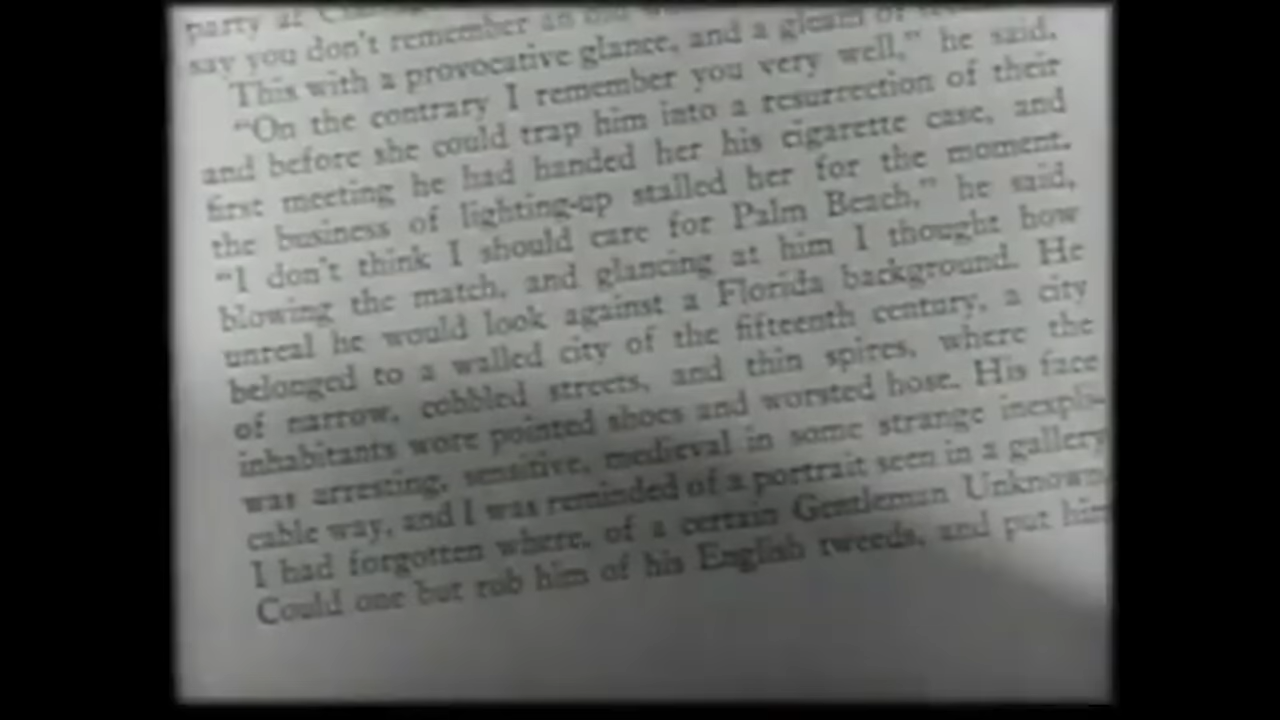 party at
say you don't remember an old
This with a provocative glance, and a gleam of
"On the contrary I remember you very well," he said,
and before she could trap him into a resurrection of their
first meeting he had handed her his cigarette case, and
the business of lighting-up stalled her for the moment.
"I don't think I should care for Palm Beach," he said,
blowing the match, and glancing at him I thought how
unreal he would look against a Florida background. He
belonged to a walled city of the fifteenth century, a city
of narrow, cobbled streets, and thin spires, where the
inhabitants wore pointed shoes and worsted hose. His face
was arresting, sensitive, medieval in some strange inexpli-
cable way, and I was reminded of a portrait seen in a gallery
I had forgotten where, of a certain Gentleman Unknown.
Could one but rob him of his English tweeds, and put him